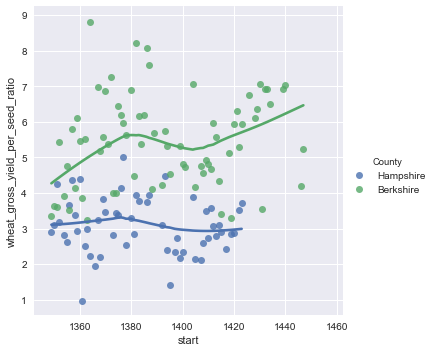 9
8
7
6
5
4
3
2
1
wheat_gross_yield_per_seed_ratio
1360 1380 1400 1420 1440 1460
start
County
Hampshire
Berkshire